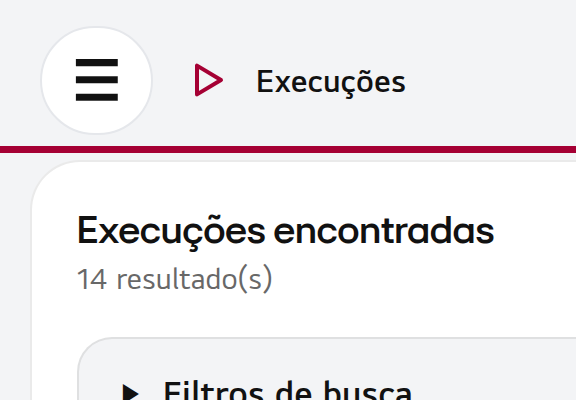 Execuções
Execuções encontradas
14 resultado(s)
Filtros de busca